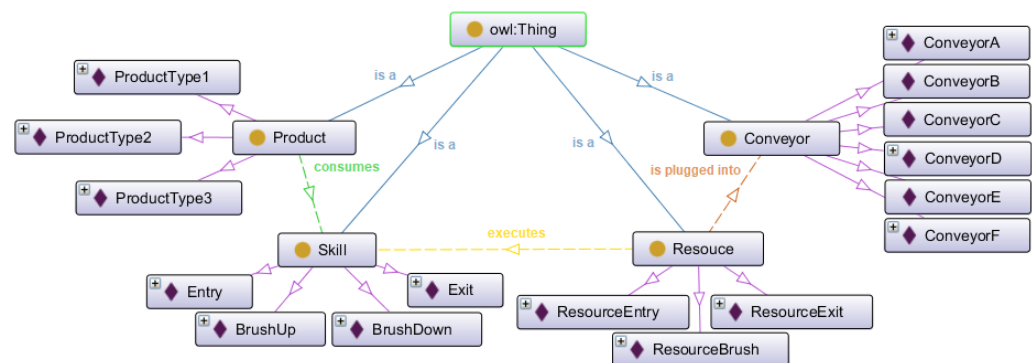 owl:Thing
ConveyorA
ProductType1
is a
is a
ConveyorB
ProductType2
Product
Conveyor
ConveyorC
is a
is a
ConveyorD
consumes
is plugged into
ProductType3
ConveyorE
executes
ConveyorF
Skill
Resouce
Entry
Exit
ResourceEntry
ResourceExit
BrushUp
BrushDown
ResourceBrush